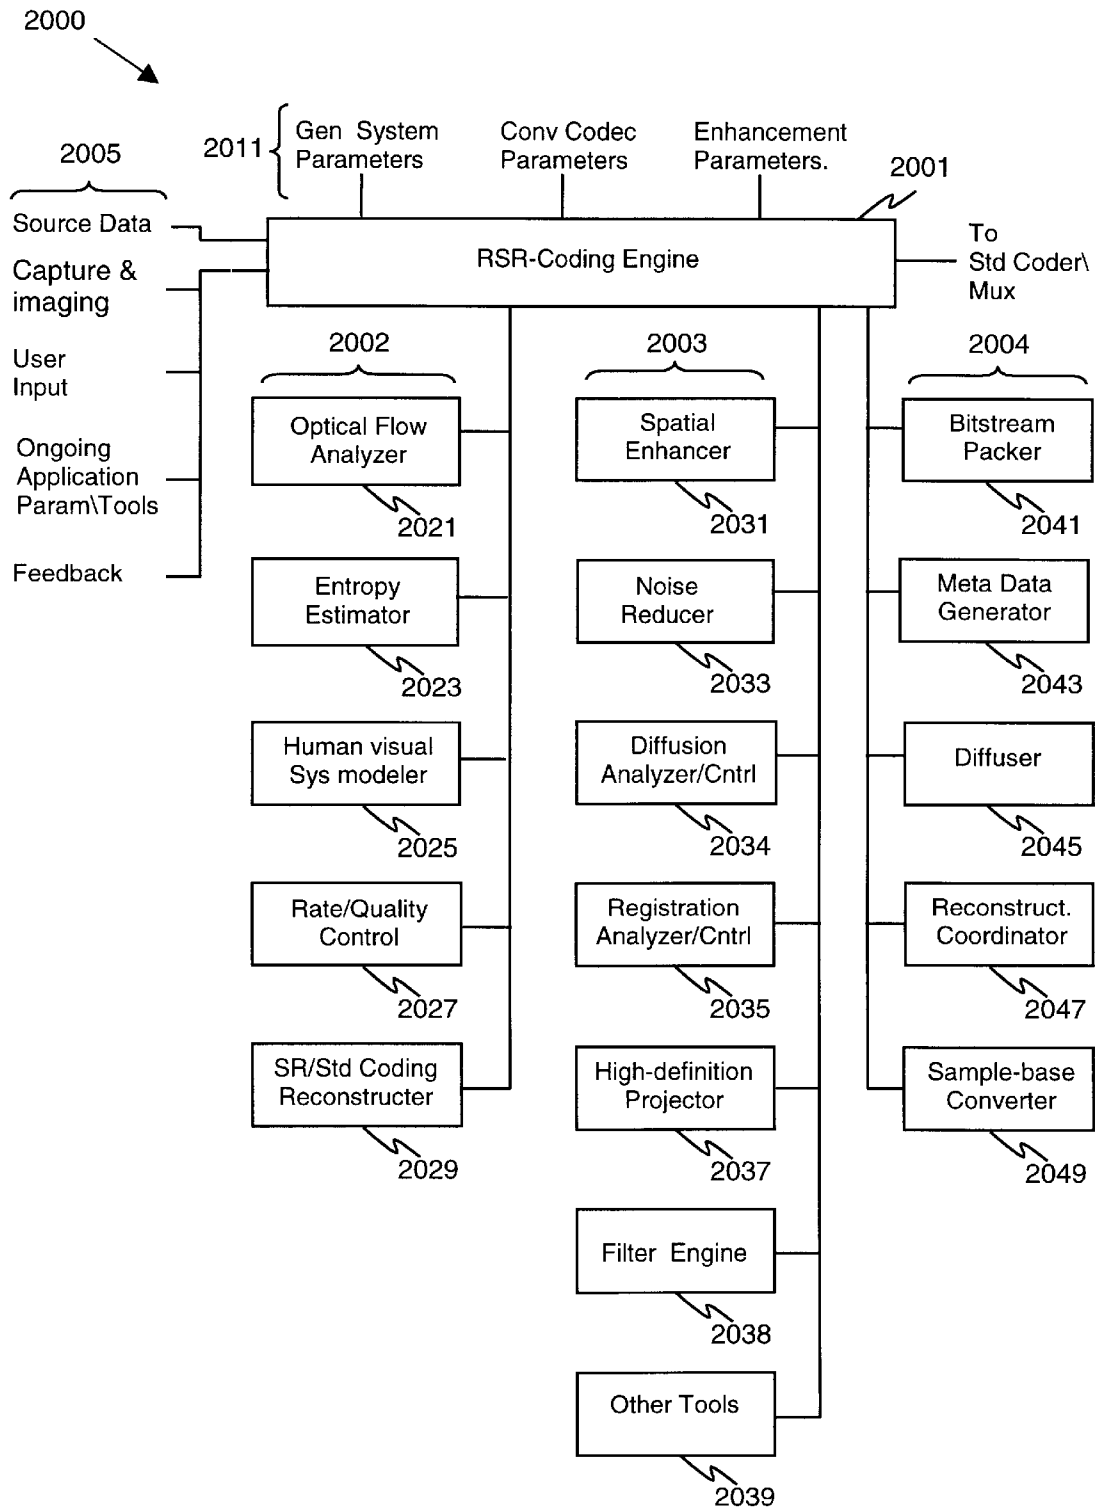 2000
2011
Gen System
Parameters
Conv Codec
Parameters
Enhancement
Parameters.
2005
2001
Source Data
RSR-Coding Engine
To
Std Coder\
Mux
Capture &
imaging
User
Input
Ongoing
Application
Param\Tools
Feedback
2002
Optical Flow
Analyzer
2021
Entropy
Estimator
2023
Human visual
Sys modeler
2025
Rate/Quality
Control
2027
SR/Std Coding
Reconstructer
2029
2003
Spatial
Enhancer
2031
Noise
Reducer
2033
Diffusion
Analyzer/Cntrl
2034
Registration
Analyzer/Cntrl
2035
High-definition
Projector
2037
Filter Engine
2038
Other Tools
2039
2004
Bitstream
Packer
2041
Meta Data
Generator
2043
Diffuser
2045
Reconstruct.
Coordinator
2047
Sample-base
Converter
2049